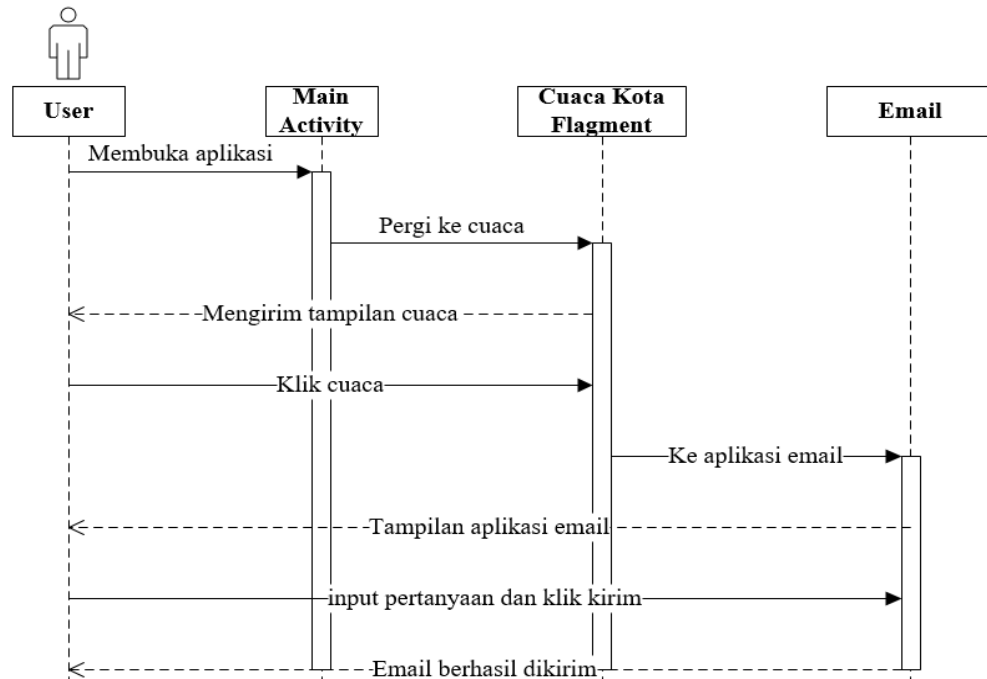 User
Main
Activity
Cuaca Kota
Flagment
Email
Membuka aplikasi
Pergi ke cuaca
Mengirim tampilan cuaca
Klik cuaca
Ke aplikasi email
Tampilan aplikasi email
input pertanyaan dan klik kirim
Email berhasil dikirim